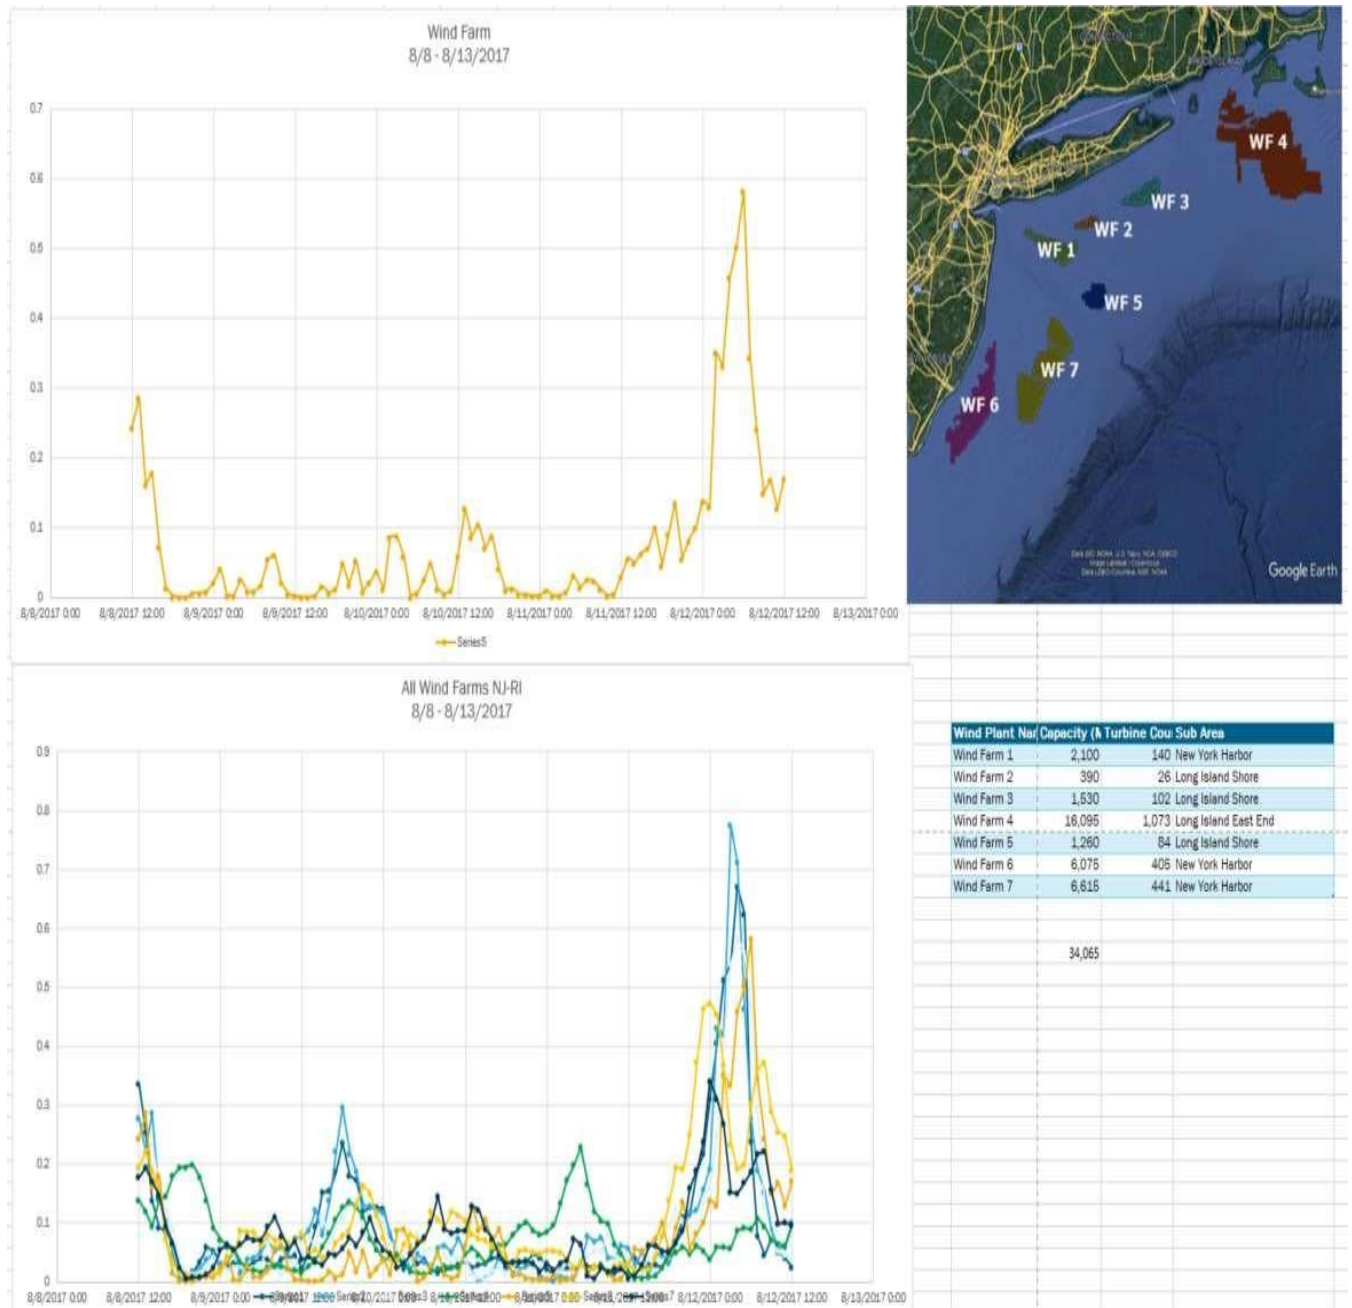 Wind Farm
8/8 - 8/13/2017
0.7
0.6
0.5
0.4
0.3
0.2
0.1
0
8/8/2017 0:00
8/8/2017 12:00
8/9/2017 0:00
8/9/2017 12:00
8/10/2017 0:00
8/10/2017 12:00
8/11/2017 0:00
8/11/2017 12:00
8/12/2017 0:00
8/12/2017 12:00
8/13/2017 0:00
Series5
WF 4
WF 3
WF 2
WF 1
WF 5
WF 7
WF 6
Google Earth
All Wind Farms NJ-RI
8/8 - 8/13/2017
0.9
0.8
0.7
0.6
0.5
0.4
0.3
0.2
0.1
0
8/8/2017 0:00
8/8/2017 12:00
8/9/2017 0:00
8/12/2017 0:00
8/12/2017 12:00
8/13/2017 0:00
Wind Plant Nar Capacity (M Turbine Cou Sub Area
Wind Farm 1 2,100 140 New York Harbor
Wind Farm 2 390 26 Long Island Shore
Wind Farm 3 1,530 102 Long Island Shore
Wind Farm 4 16,095 1,073 Long Island East End
Wind Farm 5 1,260 84 Long Island Shore
Wind Farm 6 6,075 405 New York Harbor
Wind Farm 7 6,615 441 New York Harbor
34,065